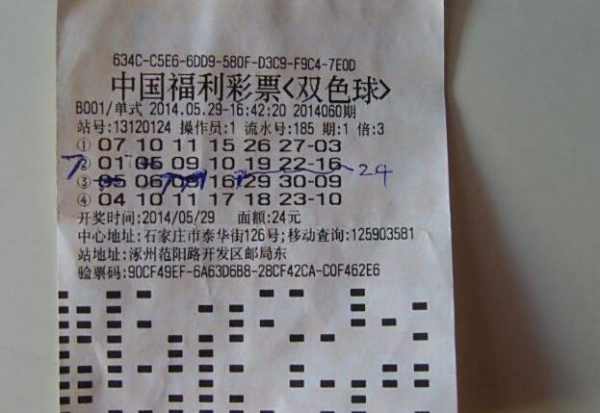 634C-C5E6-6DD9-580F-D3C9-F9C4-7E0D
中国福利彩票<双色球>
B001/单式 2014.05.29-16:42:20 2014060期
站号:13120124 操作员:1 流水号:185 期:1 倍:3
① 07 10 11 15 26 27-03
② 01 05 09 10 19 22-16 24
③ 05 06 09 16 29 30-09
④ 04 10 11 17 18 23-10
开奖时间:2014/05/29 面额:24元
中心地址:石家庄市泰华街126号;移动查询:125903581
站地址:涿州范阳路开发区邮局东
验票码:90CF49EF-6A63D6B8-28CF42CA-C0F462E6